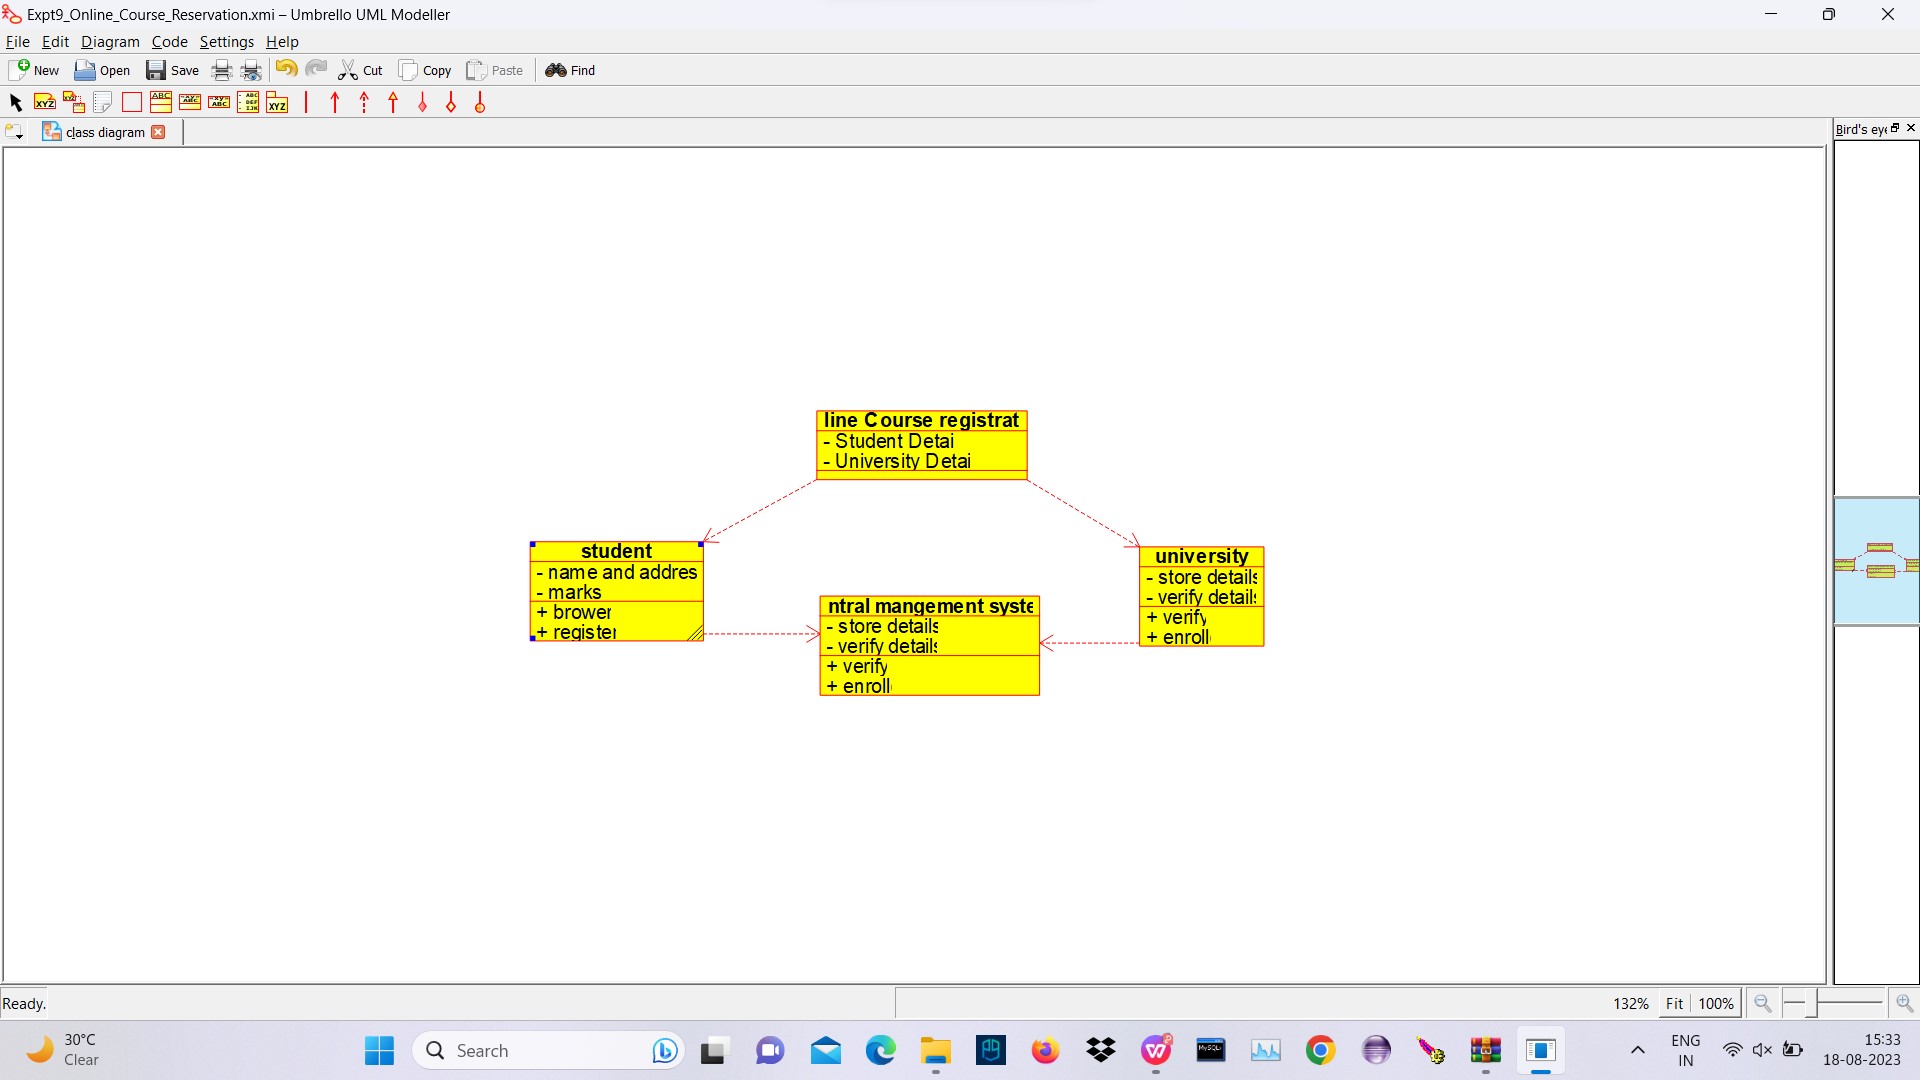 Expt9_Online_Course_Reservation.xmi – Umbrello UML Modeller
File Edit Diagram Code Settings Help
New Open Save Cut Copy Paste Find
class diagram
Bird's eye
line Course registrat
- Student Detai
- University Detai
student
- name and addres
- marks
+ brower
+ register
university
- store details
- verify details
+ verify
+ enroll
ntral mangement syste
- store details
- verify details
+ verify
+ enroll
Ready.
132% Fit 100%
30°C
Clear
Search
ENG
IN
15:33
18-08-2023